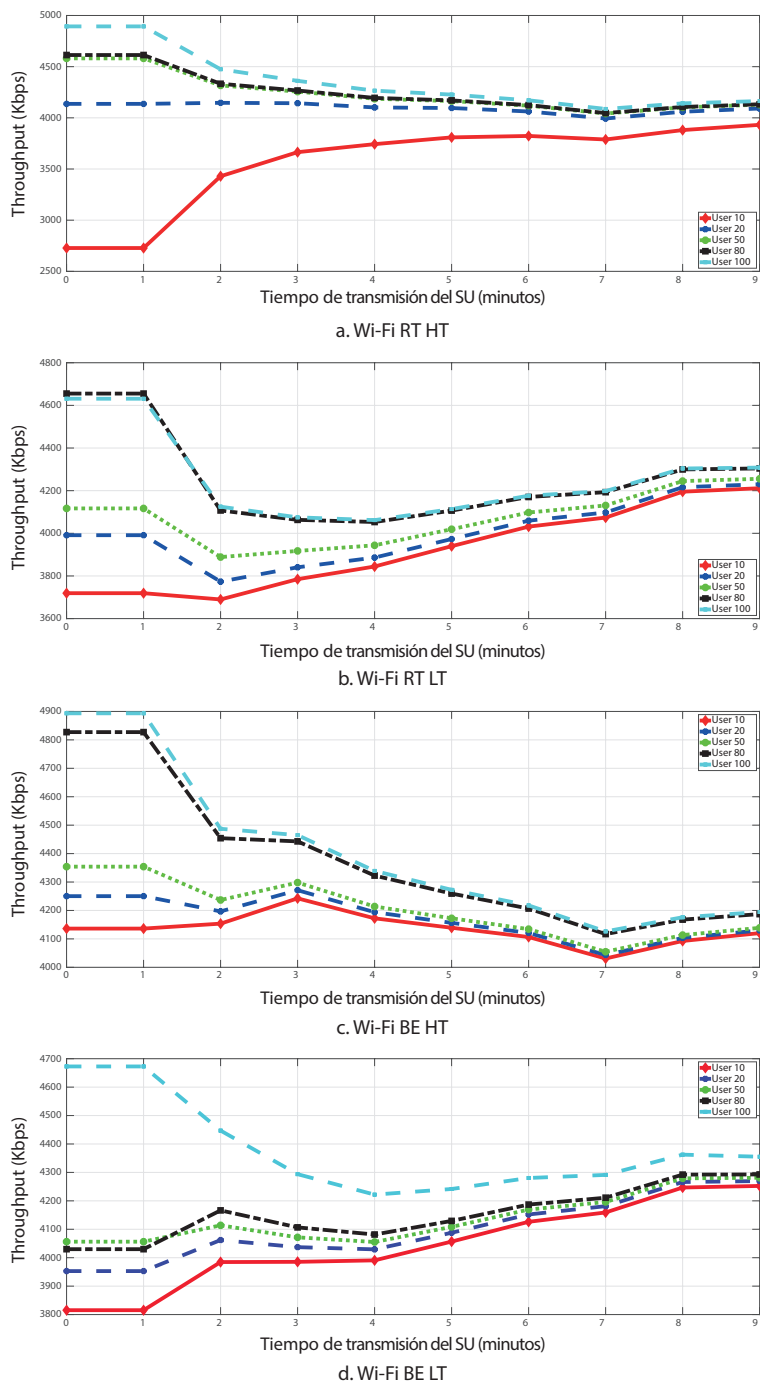 5000
4500
4000
3500
3000
2500
Throughput (Kbps)
User 10
User 20
User 50
User 80
User 100
0 1 2 3 4 5 6 7 8 9
Tiempo de transmisión del SU (minutos)
a. Wi-Fi RT HT
4800
4600
4400
4200
4000
3800
3600
Throughput (Kbps)
User 10
User 20
User 50
User 80
User 100
0 1 2 3 4 5 6 7 8 9
Tiempo de transmisión del SU (minutos)
b. Wi-Fi RT LT
4900
4800
4700
4600
4500
4400
4300
4200
4100
4000
Throughput (Kbps)
User 10
User 20
User 50
User 80
User 100
0 1 2 3 4 5 6 7 8 9
Tiempo de transmisión del SU (minutos)
c. Wi-Fi BE HT
4700
4600
4500
4400
4300
4200
4100
4000
3900
3800
Throughput (Kbps)
User 10
User 20
User 50
User 80
User 100
0 1 2 3 4 5 6 7 8 9
Tiempo de transmisión del SU (minutos)
d. Wi-Fi BE LT